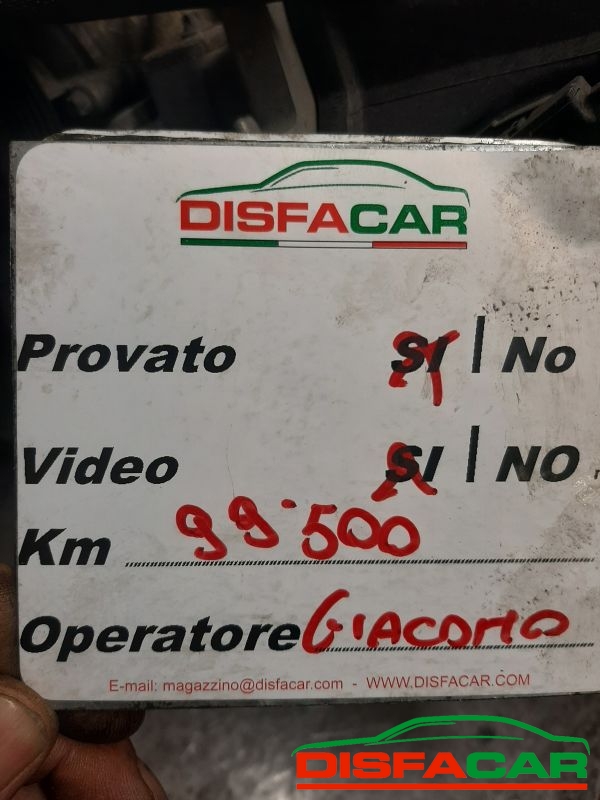 DISFACAR
Provato SI | No
Video SI | NO
Km 99.500
Operatore GIACOMO
E-mail: magazzino@disfacar.com - WWW.DISFACAR.COM
DISFACAR